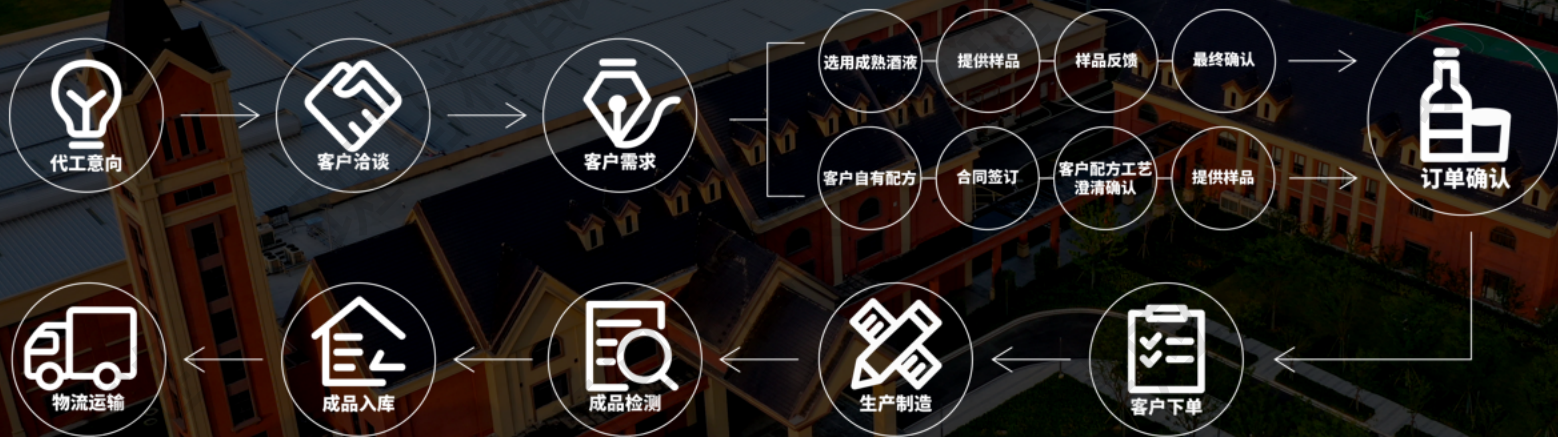 代工意向
客户洽谈
客户需求
选用成熟酒液
提供样品
样品反馈
最终确认
客户自有配方
合同签订
客户配方工艺
澄清确认
提供样品
订单确认
客户下单
生产制造
成品检测
成品入库
物流运输